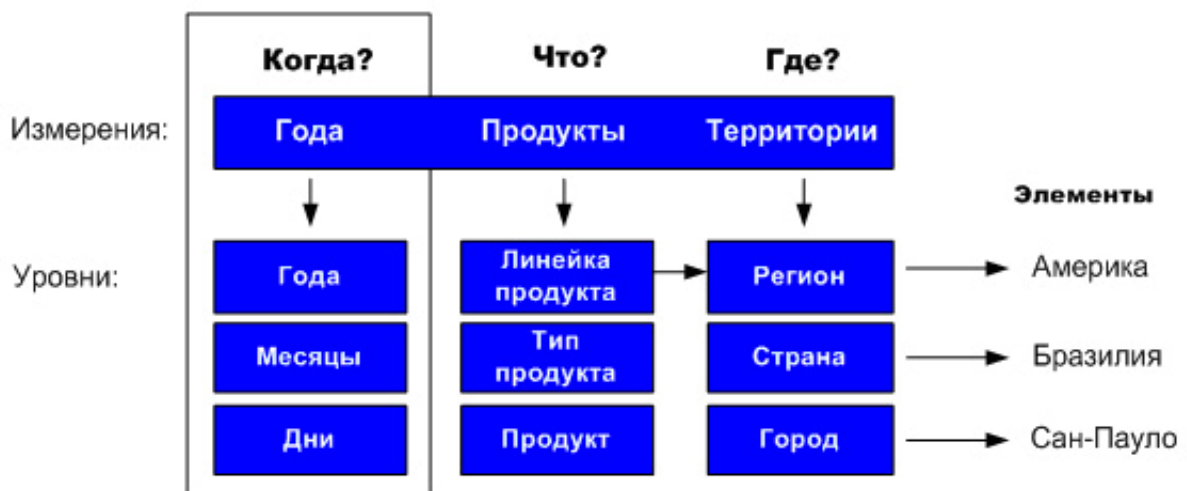 Когда? Что? Где?
Измерения: Года Продукты Территории
Элементы
Уровни: Года Линейка продукта Регион Америка
Месяцы Тип продукта Страна Бразилия
Дни Продукт Город Сан-Пауло